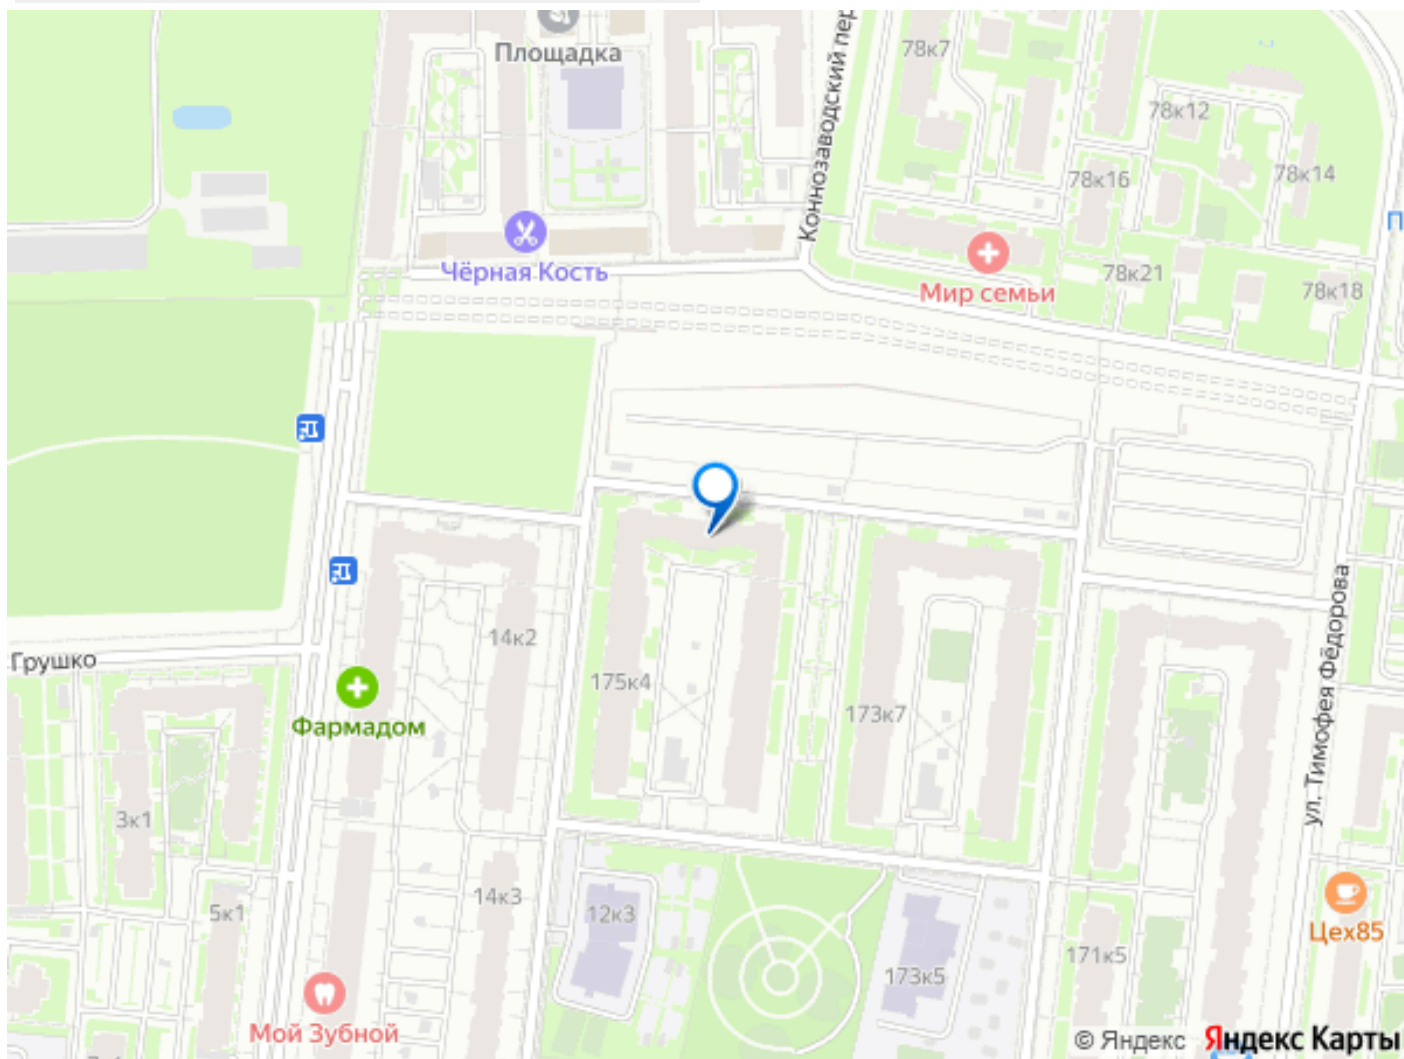 Площадка
Коннозаводский пер
78к7
78к12
78к16
78к14
Чёрная Кость
Мир семьи
78к21
78к18
П
14к2
Грушко
175к4
Фармадом
173к7
ул. Тимофея Фёдорова
3к1
5к1
14к3
12к3
173к5
171к5
Цех85
Мой Зубной
© Яндекс Яндекс Карты